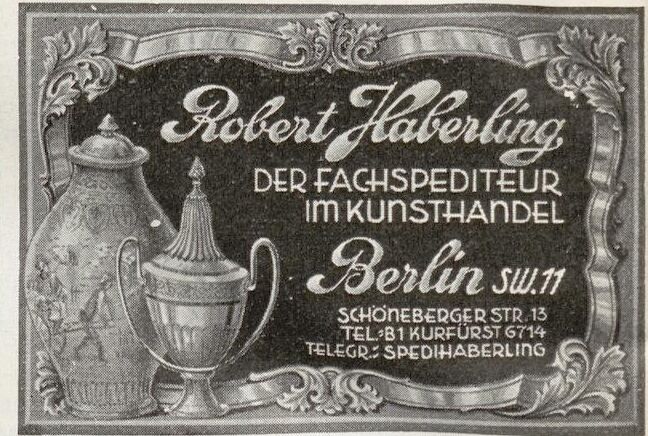 Robert Haberling
DER FACHSPEDITEUR
IM KUNSTHANDEL
Berlin SW.11
SCHÖNEBERGER STR. 13
TEL.: B1 KURFÜRST 6714
TELEGR.: SPEDIHABERLING